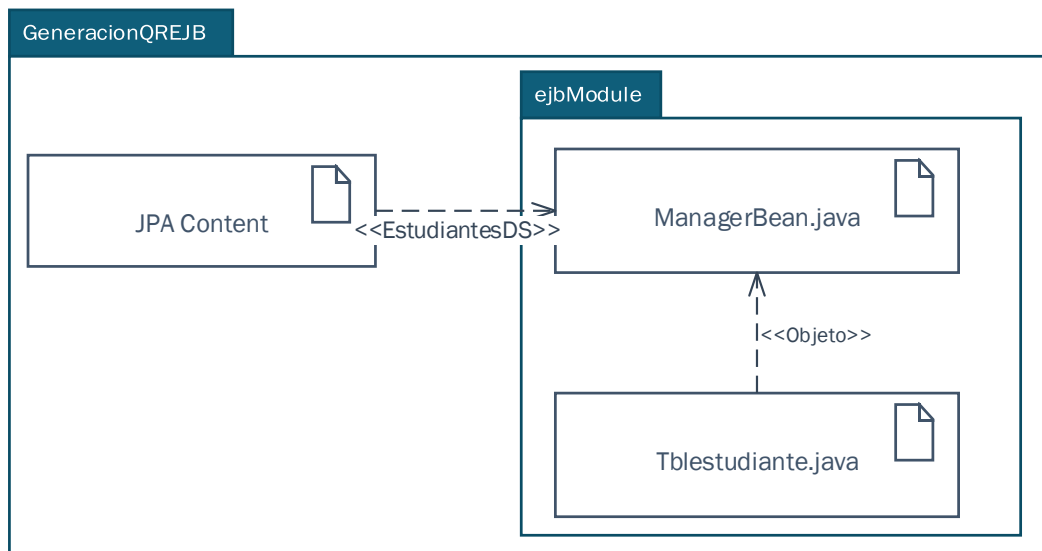 GeneracionQREJB
ejbModule
JPA Content
<<EstudiantesDS>>
ManagerBean.java
<<Objeto>>
Tblestudiante.java